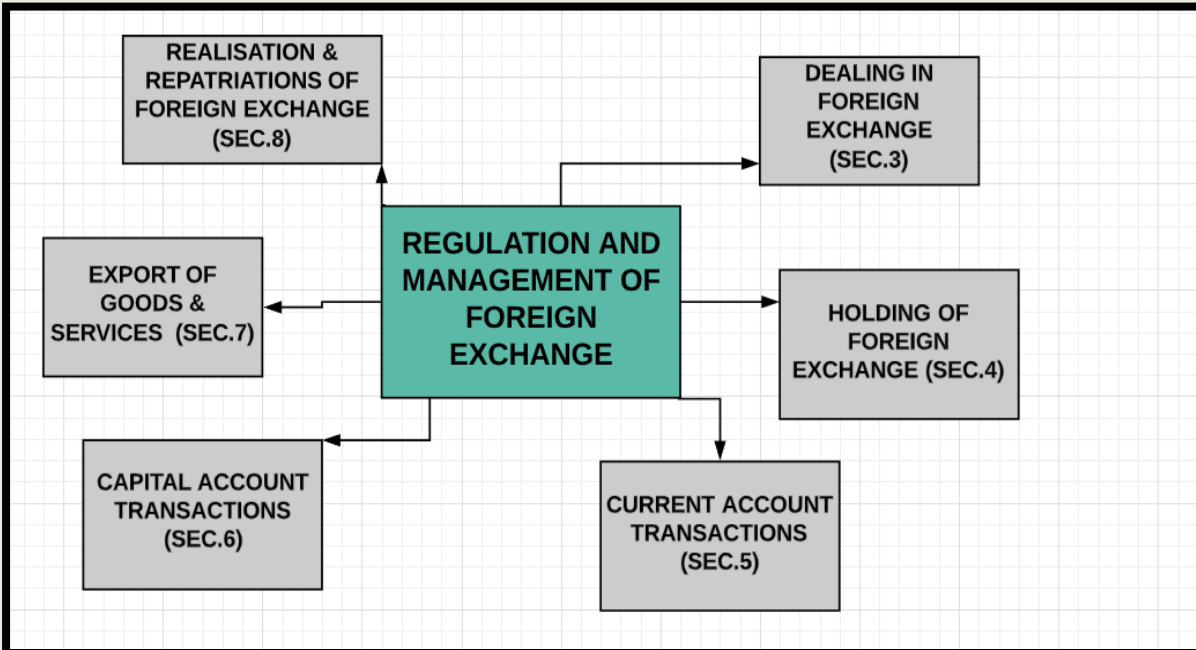 REALISATION &
REPATRIATIONS OF
FOREIGN EXCHANGE
(SEC.8)
DEALING IN
FOREIGN
EXCHANGE
(SEC.3)
REGULATION AND
MANAGEMENT OF
FOREIGN
EXCHANGE
EXPORT OF
GOODS &
SERVICES (SEC.7)
HOLDING OF
FOREIGN
EXCHANGE (SEC.4)
CAPITAL ACCOUNT
TRANSACTIONS
(SEC.6)
CURRENT ACCOUNT
TRANSACTIONS
(SEC.5)